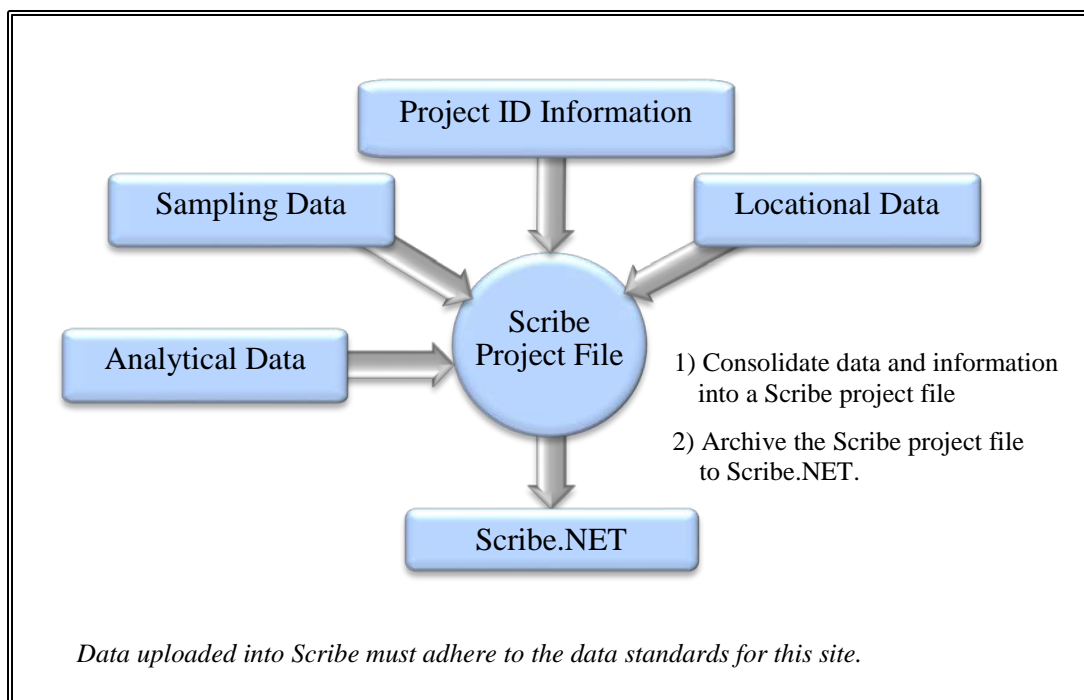 Project ID Information
Sampling Data
Locational Data
Scribe
Project File
Analytical Data
1) Consolidate data and information
into a Scribe project file
2) Archive the Scribe project file
to Scribe.NET.
Scribe.NET
Data uploaded into Scribe must adhere to the data standards for this site.